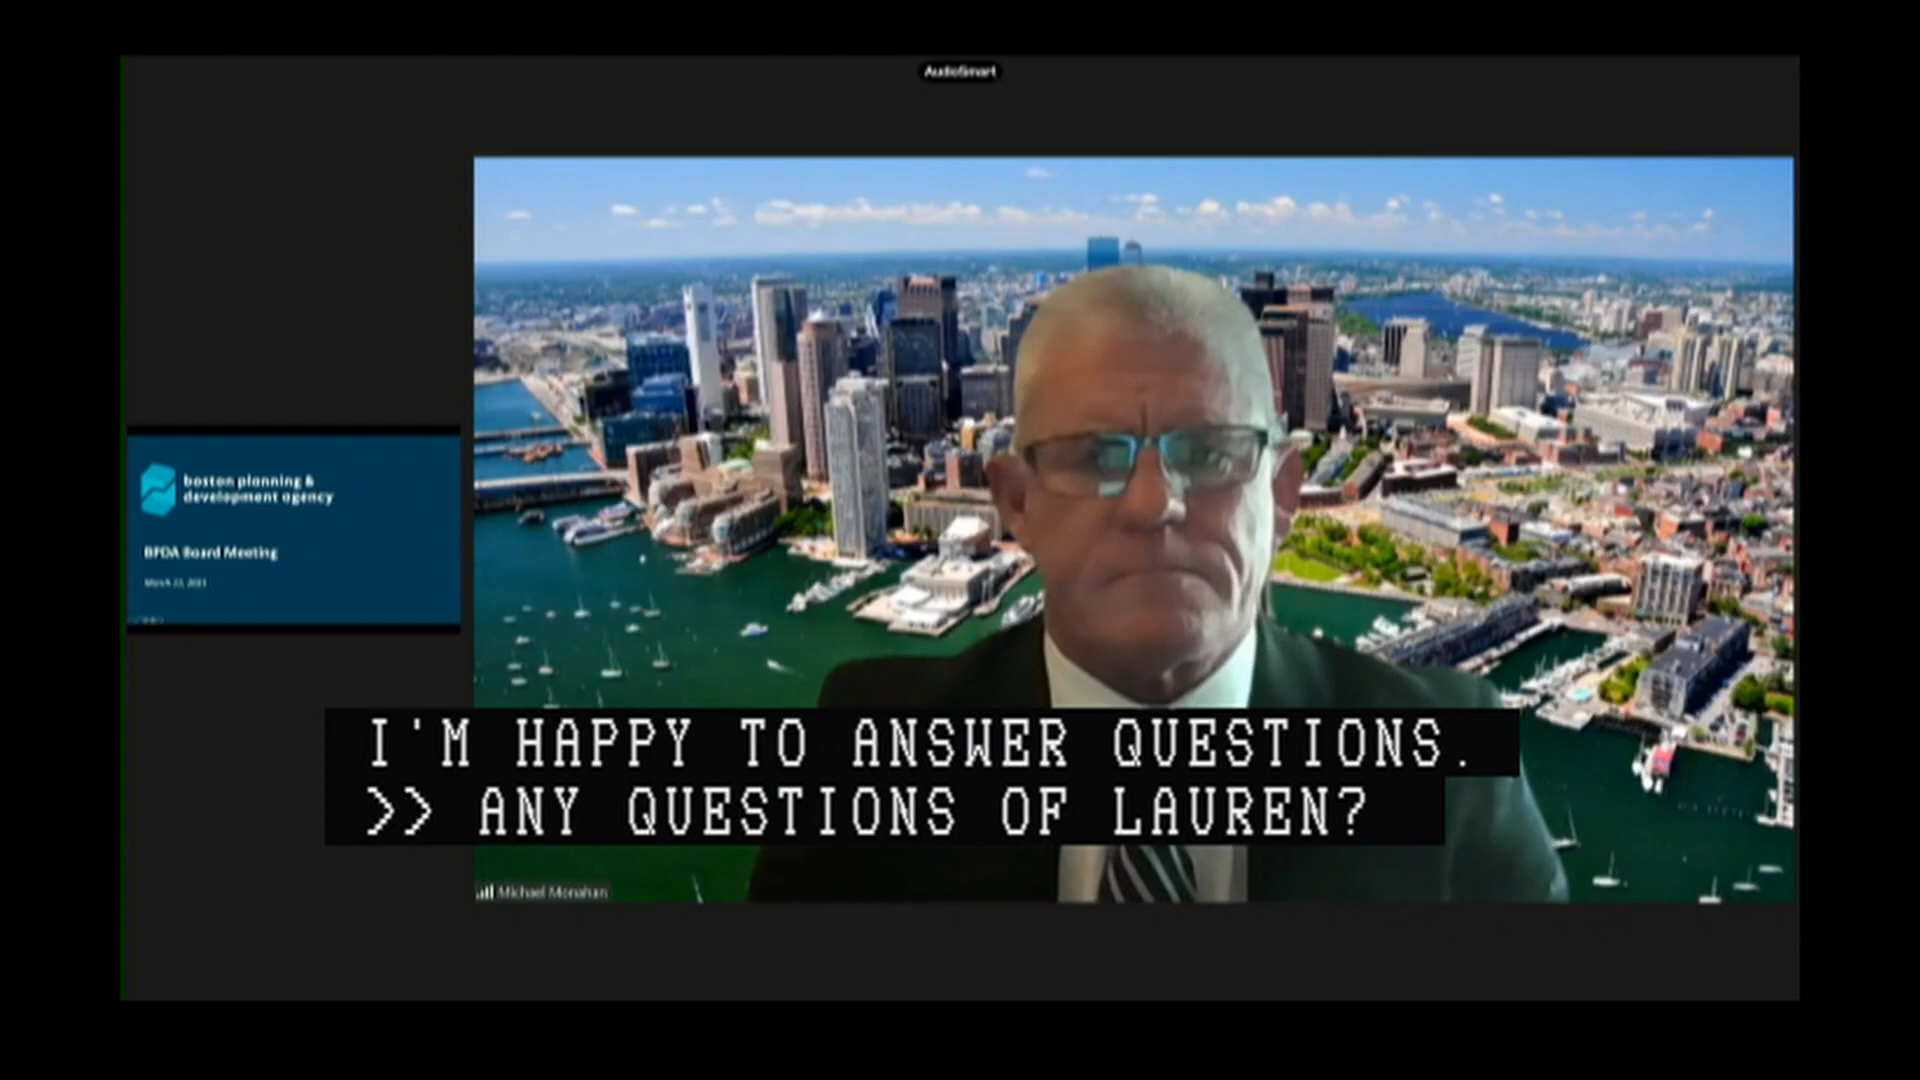 AudioSmart
boston planning &
development agency
BPDA Board Meeting
I'M HAPPY TO ANSWER QUESTIONS.
>> ANY QUESTIONS OF LAUREN?
Michael Monahan